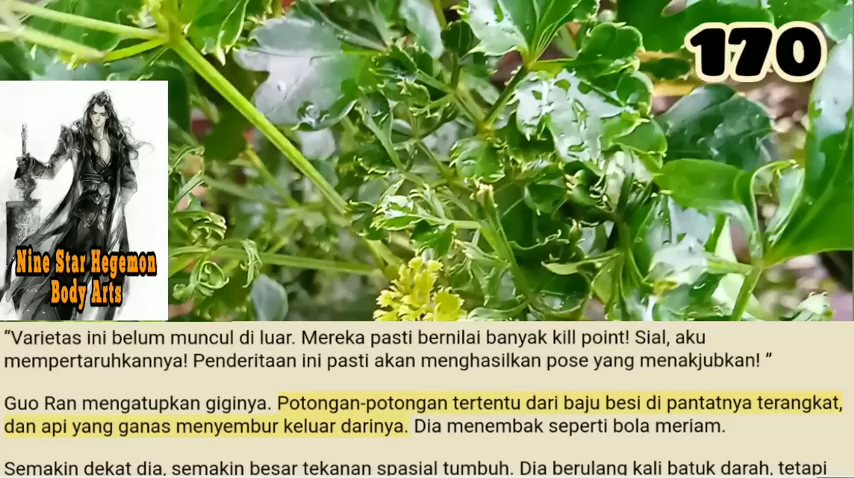 170
Nine Star Hegemon
Body Arts
“Varietas ini belum muncul di luar. Mereka pasti bernilai banyak kill point! Sial, aku
mempertaruhkannya! Penderitaan ini pasti akan menghasilkan pose yang menakjubkan! ”
Guo Ran mengatupkan giginya. Potongan-potongan tertentu dari baju besi di pantatnya terangkat,
dan api yang ganas menyembur keluar darinya. Dia menembak seperti bola meriam.
Semakin dekat dia, semakin besar tekanan spasial tumbuh. Dia berulang kali batuk darah, tetapi